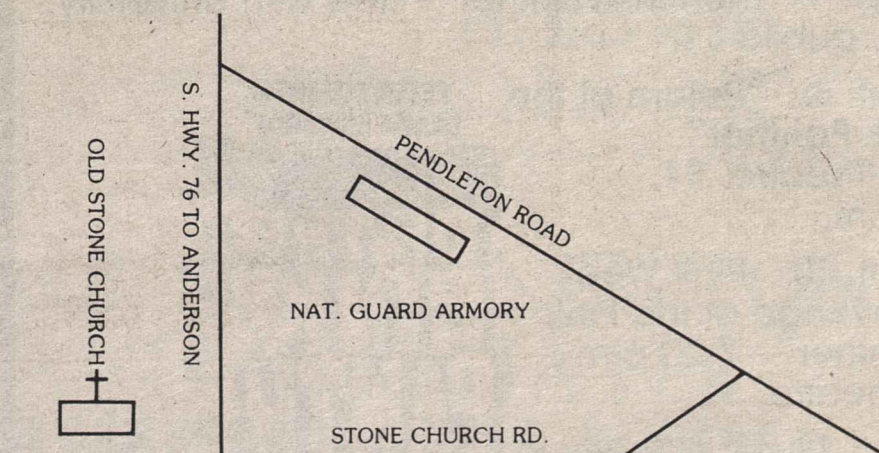 OLD STONE CHURCH
S. HWY. 76 TO ANDERSON
PENDLETON ROAD
NAT. GUARD ARMORY
STONE CHURCH RD.